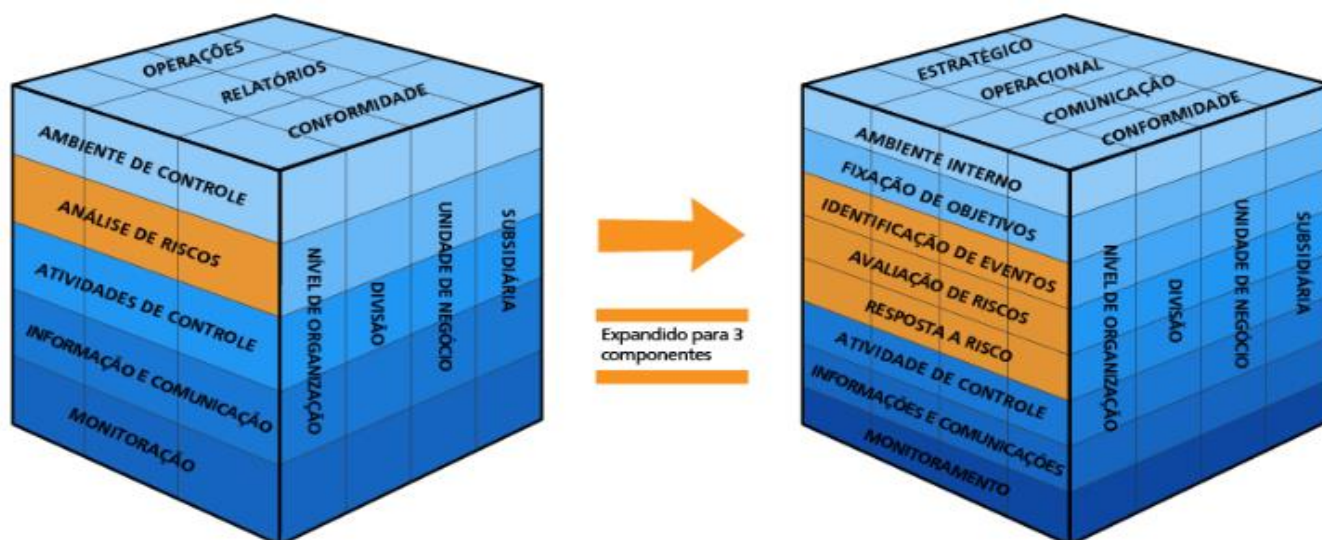 OPERAÇÕES
RELATÓRIOS
CONFORMIDADE
AMBIENTE DE CONTROLE
ANÁLISE DE RISCOS
ATIVIDADES DE CONTROLE
INFORMAÇÃO E COMUNICAÇÃO
MONITORAÇÃO
NÍVEL DE ORGANIZAÇÃO
DIVISÃO
UNIDADE DE NEGÓCIO
SUBSIDIÁRIA
Expandido para 3
componentes
ESTRATÉGICO
OPERACIONAL
COMUNICAÇÃO
CONFORMIDADE
AMBIENTE INTERNO
FIXAÇÃO DE OBJETIVOS
IDENTIFICAÇÃO DE EVENTOS
AVALIAÇÃO DE RISCOS
RESPOSTA A RISCO
ATIVIDADE DE CONTROLE
INFORMAÇÕES E COMUNICAÇÕES
MONITORAMENTO
NÍVEL DE ORGANIZAÇÃO
DIVISÃO
UNIDADE DE NEGÓCIO
SUBSIDIÁRIA